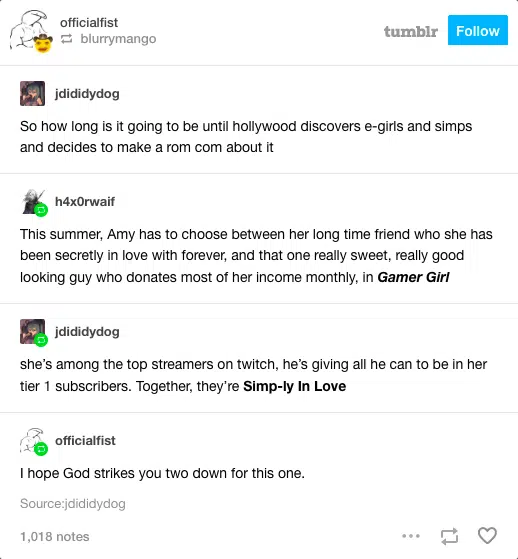 officialfist
blurrymango
tumblr
Follow
jdididydog
So how long is it going to be until hollywood discovers e-girls and simps
and decides to make a rom com about it
h4x0rwaif
This summer, Amy has to choose between her long time friend who she has
been secretly in love with forever, and that one really sweet, really good
looking guy who donates most of her income monthly, in Gamer Girl
jdididydog
she’s among the top streamers on twitch, he’s giving all he can to be in her
tier 1 subscribers. Together, they’re Simp-ly In Love
officialfist
I hope God strikes you two down for this one.
Source:jdididydog
1,018 notes